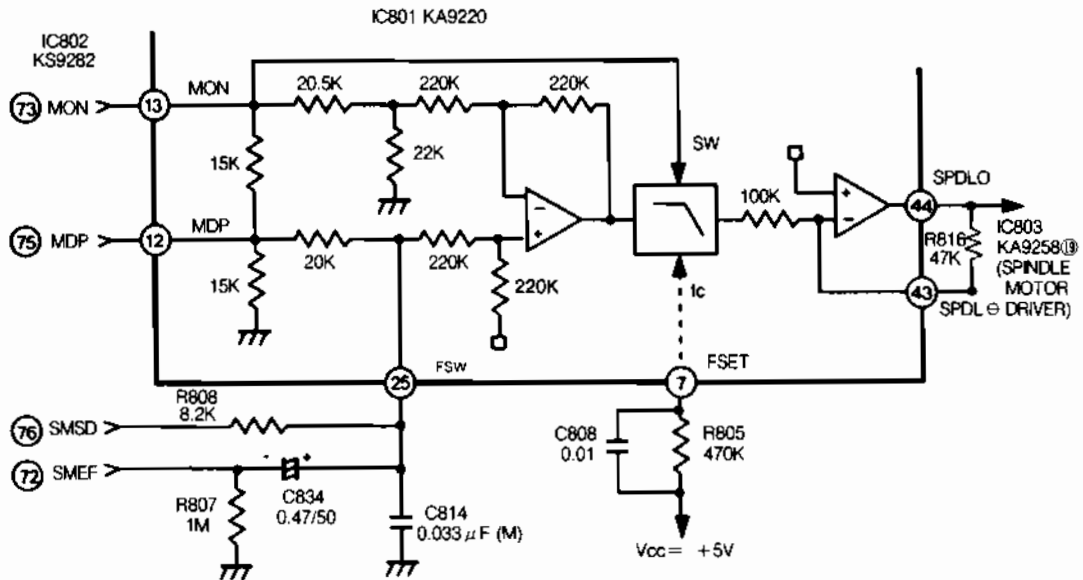 IC801 KA9220
IC802
KS9282
73 MON
13
MON
20.5K
220K
220K
SW
15K
22K
75 MDP
12
MDP
20K
220K
220K
15K
100K
fc
44
SPDLO
IC803
KA9258⑲
(SPINDLE
MOTOR
DRIVER)
R816
47K
43
SPDL ⊖
25
FSW
7
FSET
R808
8.2K
76 SMSD
72 SMEF
R807
1M
- +
C834
0.47/50
C814
0.033 μF (M)
C808
0.01
R805
470K
Vcc = +5V